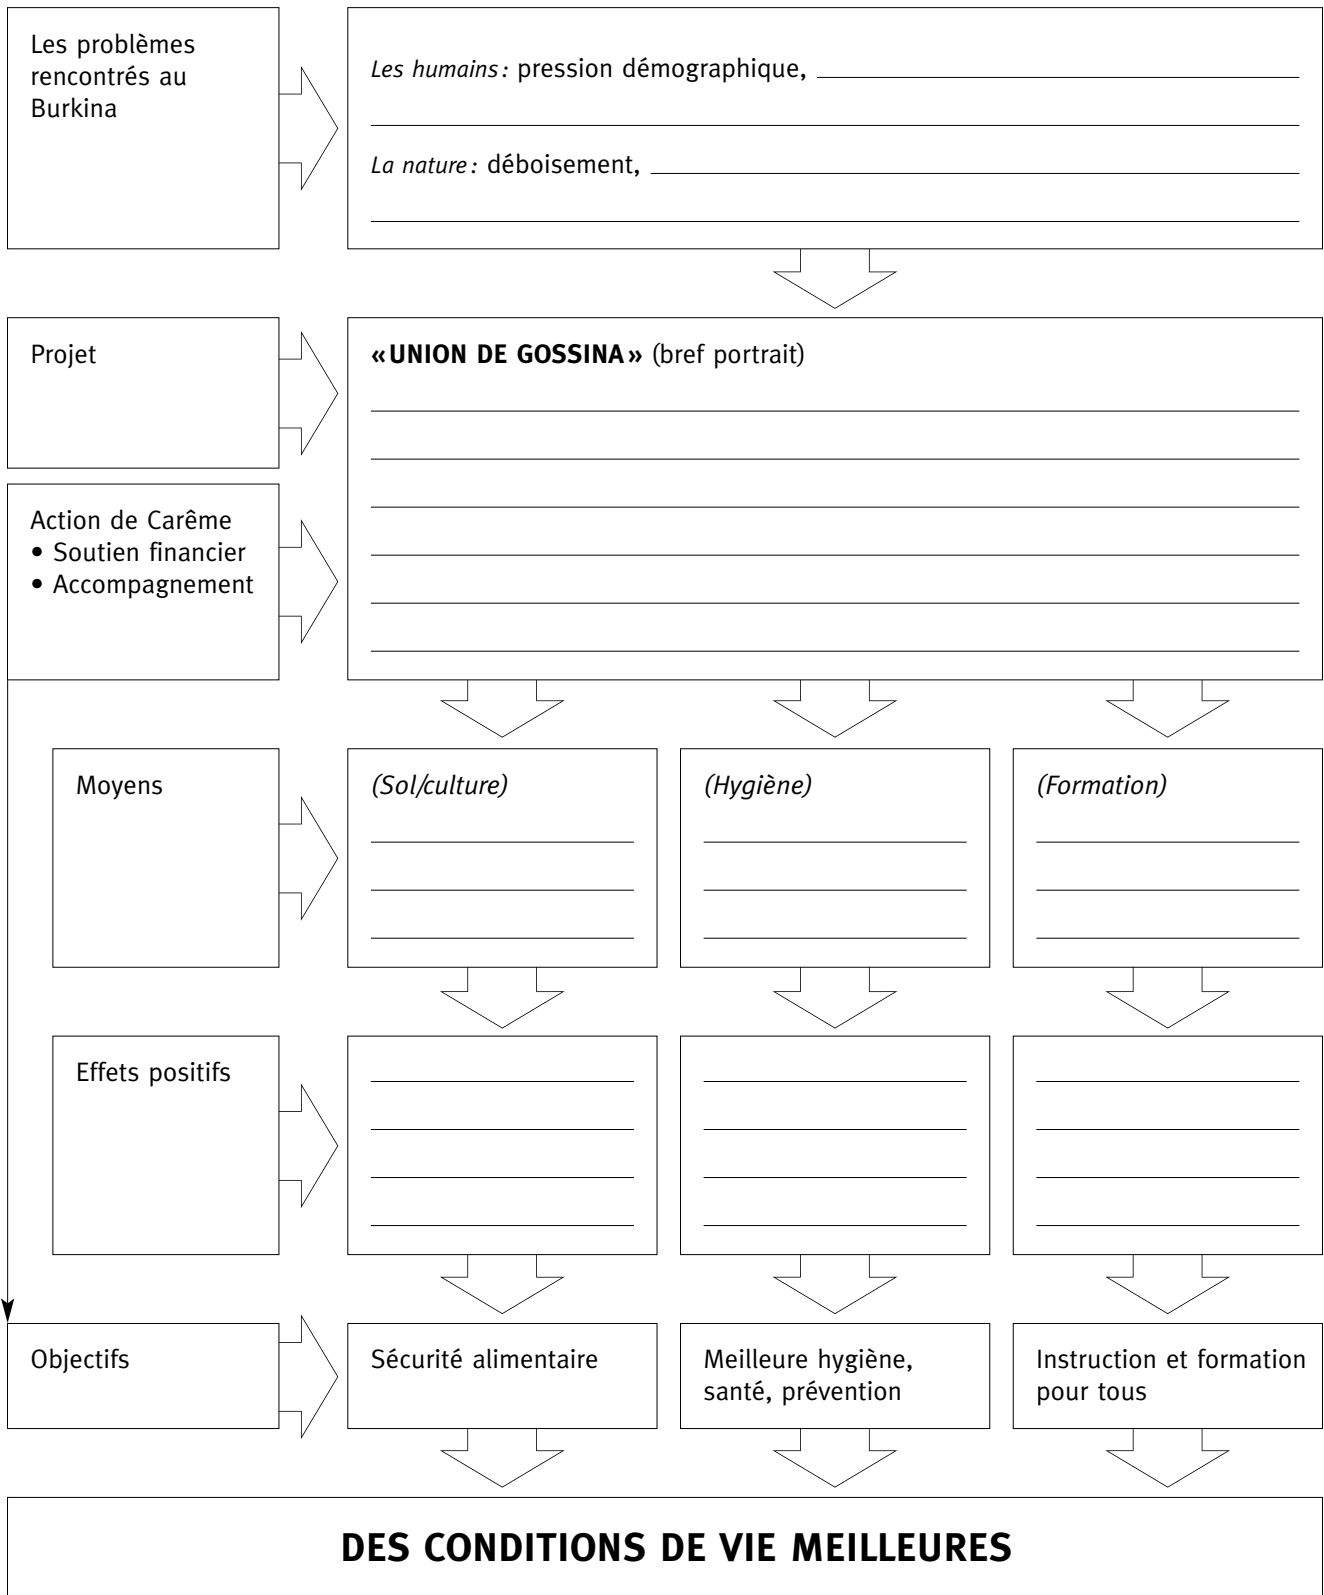 Les problèmes
rencontrés au
Burkina
Les humains : pression démographique,
La nature : déboisement,
Projet
«UNION DE GOSSINA» (bref portrait)
Action de Carême
• Soutien financier
• Accompagnement
Moyens
(Sol/culture)
(Hygiène)
(Formation)
Effets positifs
Objectifs
Sécurité alimentaire
Meilleure hygiène,
santé, prévention
Instruction et formation
pour tous
DES CONDITIONS DE VIE MEILLEURES